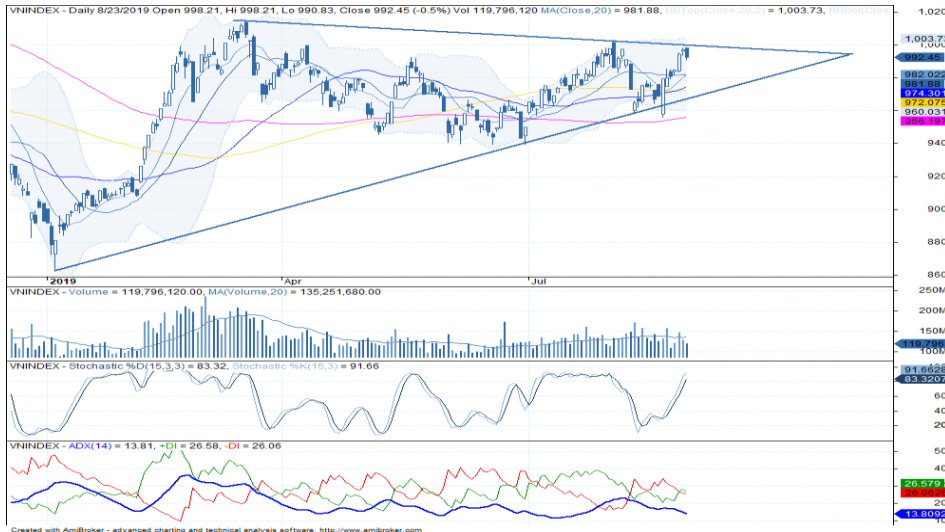 VNINDEX - Daily 8/23/2019 Open 998.21, Hi 998.21, Lo 990.83, Close 992.45 (-0.5%) Vol 119,796,120 MA(Close,20) = 981.88, = 1,003.73,
1,020
1,003.73
1,000
992.45
982.022
981.88
974.301
972.075
960.031
956.197
940
920
900
880
860
2019
Apr
Jul
VNINDEX - Volume = 119,796,120.00, MA(Volume,20) = 135,251,680.00
250M
200M
150M
119,796
100M
VNINDEX - Stochastic %D(15,3,3) = 83.32, Stochastic %K(15,3) = 91.66
91.6628
83.3207
60
40
20
VNINDEX - ADX(14) = 13.81, +DI = 26.58, -DI = 26.06
50
40
26.579
26.0626
20
13.8092
Created with AmiBroker - advanced charting and technical analysis software. http://www.amibroker.com